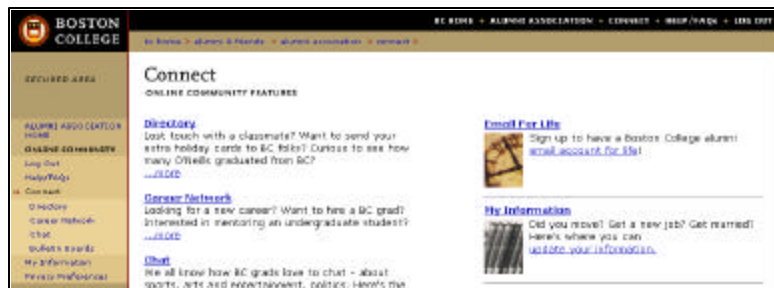 BOSTON
COLLEGE
BC HOME + ALUMNI ASSOCIATION + CONNECT + HELP/FAQs + LOG OUT
bc home > alumni & friends > alumni association > connect >
SECURED AREA
ALUMNI ASSOCIATION
HOME
ONLINE COMMUNITY
Log Out
Help/FAQs
Connect
Directory
Career Network
Chat
Bulletin Boards
My Information
Privacy Preferences
Connect
ONLINE COMMUNITY FEATURES
Directory
Lost touch with a classmate? Want to send your
extra holiday cards to BC folks? Curious to see how
many O'Neills graduated from BC?
...more
Career Network
Looking for a new career? Want to hire a BC grad?
Interested in mentoring an undergraduate student?
...more
Chat
We all know how BC grads love to chat - about
sports, arts and entertainment, politics. Here's the
Email For Life
Sign up to have a Boston College alumni
email account for life!
My Information
Did you move? Get a new job? Get married?
Here's where you can
update your information.